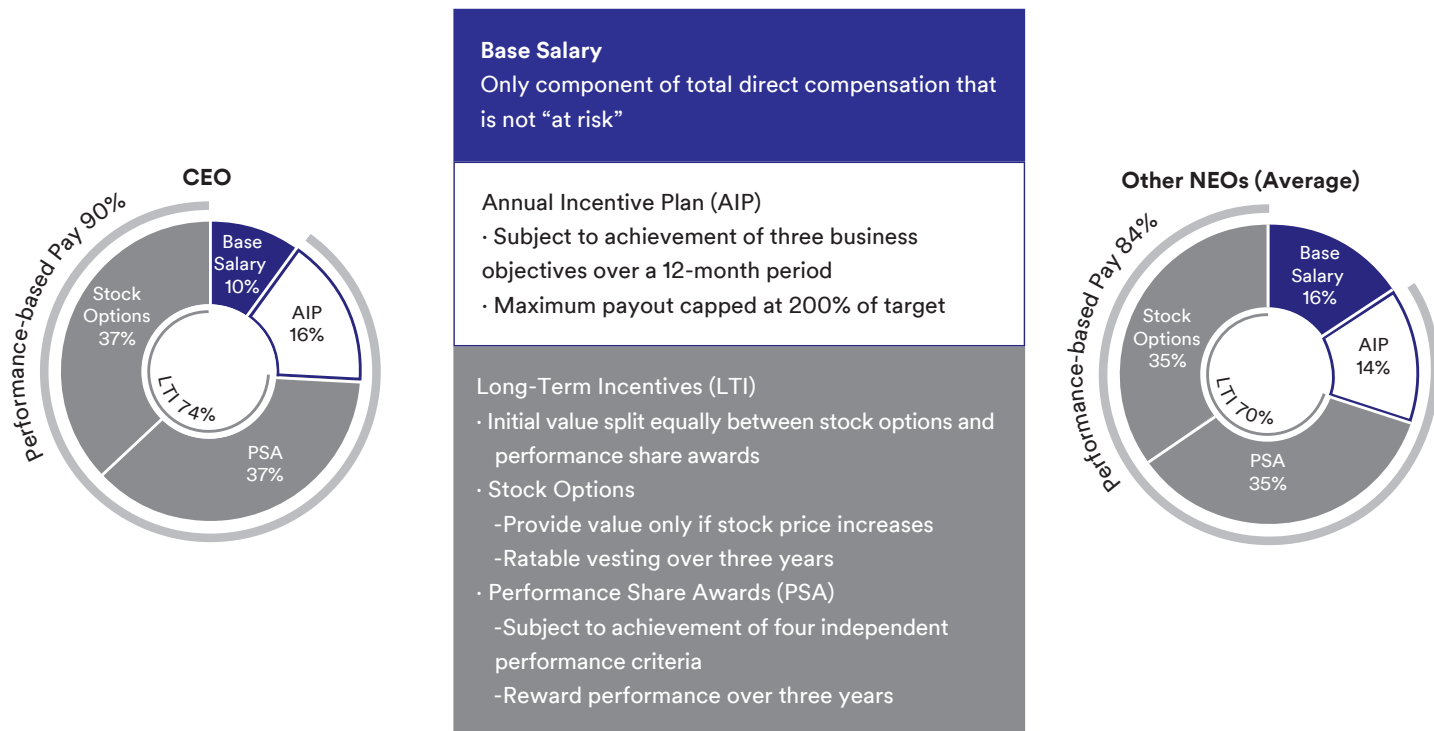 CEO
Performance-based Pay 90%
Base
Salary
10%
AIP
16%
PSA
37%
Stock
Options
37%
LTI 74%
Base Salary
Only component of total direct compensation that
is not “at risk”
Annual Incentive Plan (AIP)
· Subject to achievement of three business
objectives over a 12-month period
· Maximum payout capped at 200% of target
Long-Term Incentives (LTI)
· Initial value split equally between stock options and
performance share awards
· Stock Options
-Provide value only if stock price increases
-Ratable vesting over three years
· Performance Share Awards (PSA)
-Subject to achievement of four independent
performance criteria
-Reward performance over three years
Other NEOs (Average)
Performance-based Pay 84%
Base
Salary
16%
AIP
14%
PSA
35%
Stock
Options
35%
LTI 70%